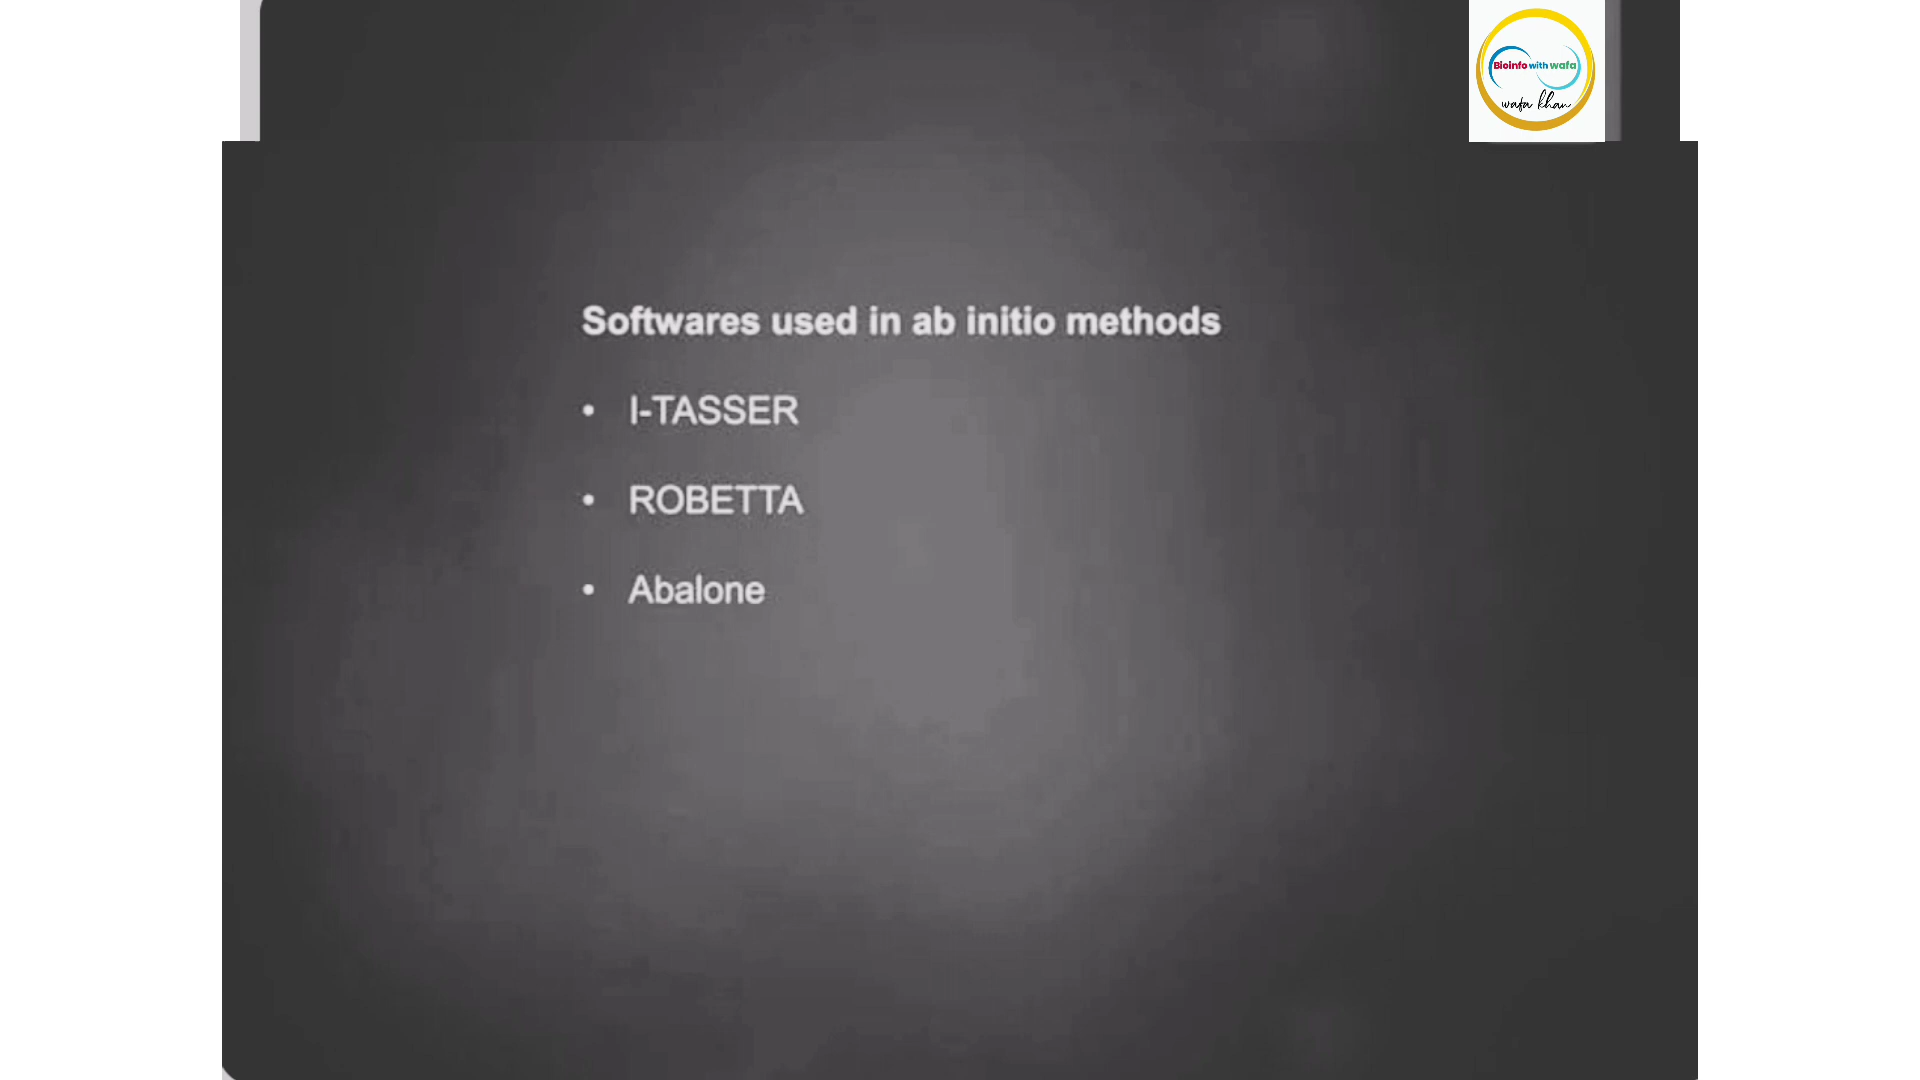 Bioinfo with wafa
wafa khan
Softwares used in ab initio methods
• I-TASSER
• ROBETTA
• Abalone